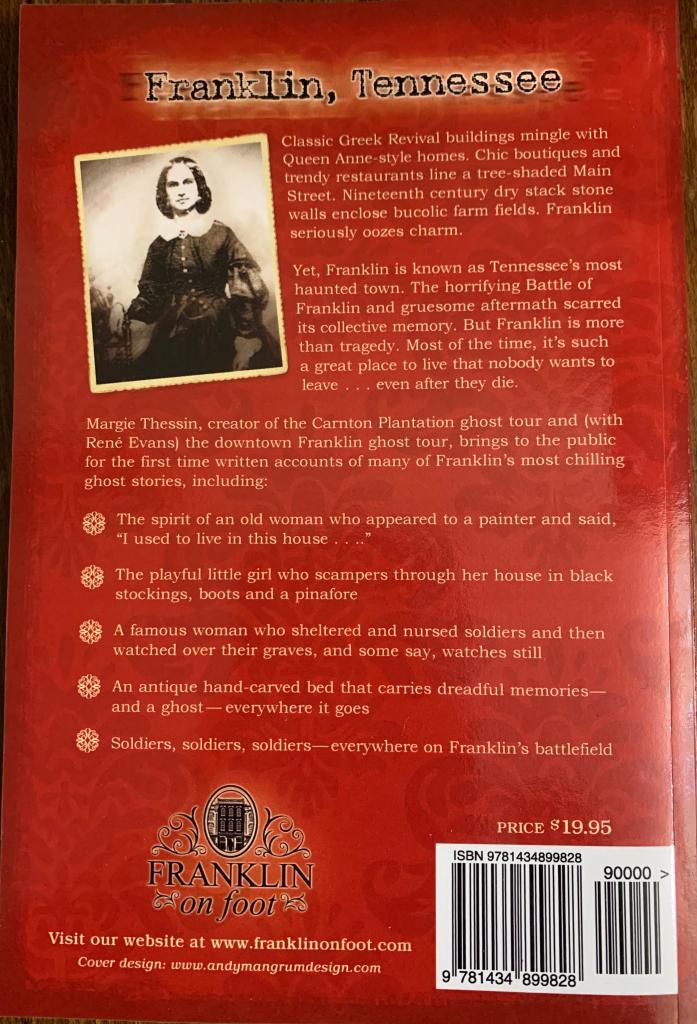 Franklin, Tennessee
Classic Greek Revival buildings mingle with
Queen Anne-style homes. Chic boutiques and
trendy restaurants line a tree-shaded Main
Street. Nineteenth century dry stack stone
walls enclose bucolic farm fields. Franklin
seriously oozes charm.
Yet, Franklin is known as Tennessee's most
haunted town. The horrifying Battle of
Franklin and gruesome aftermath scarred
its collective memory. But Franklin is more
than tragedy. Most of the time, it's such
a great place to live that nobody wants to
leave . . . even after they die.
Margie Thessin, creator of the Carnton Plantation ghost tour and (with
René Evans) the downtown Franklin ghost tour, brings to the public
for the first time written accounts of many of Franklin's most chilling
ghost stories, including:
The spirit of an old woman who appeared to a painter and said,
"I used to live in this house . . .."
The playful little girl who scampers through her house in black
stockings, boots and a pinafore
A famous woman who sheltered and nursed soldiers and then
watched over their graves, and some say, watches still
An antique hand-carved bed that carries dreadful memories—
and a ghost—everywhere it goes
Soldiers, soldiers, soldiers—everywhere on Franklin's battlefield
FRANKLIN
on foot
Visit our website at www.franklinonfoot.com
Cover design: www.andymangrumdesign.com
PRICE $19.95
ISBN 9781434899828
90000 >
9 781434 899828